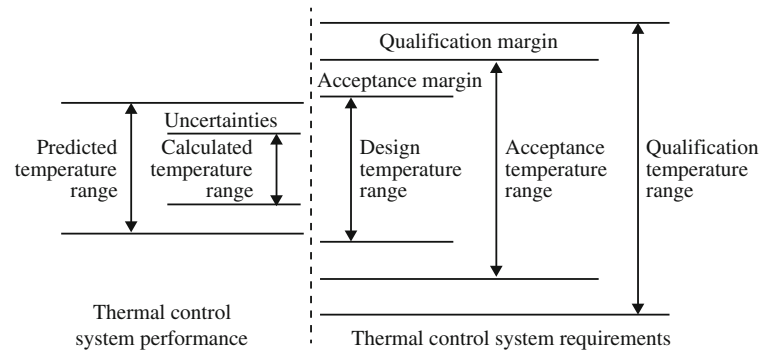 Qualification margin
Acceptance margin
Uncertainties
Predicted
temperature
range
Calculated
temperature
range
Design
temperature
range
Acceptance
temperature
range
Qualification
temperature
range
Thermal control
system performance
Thermal control system requirements